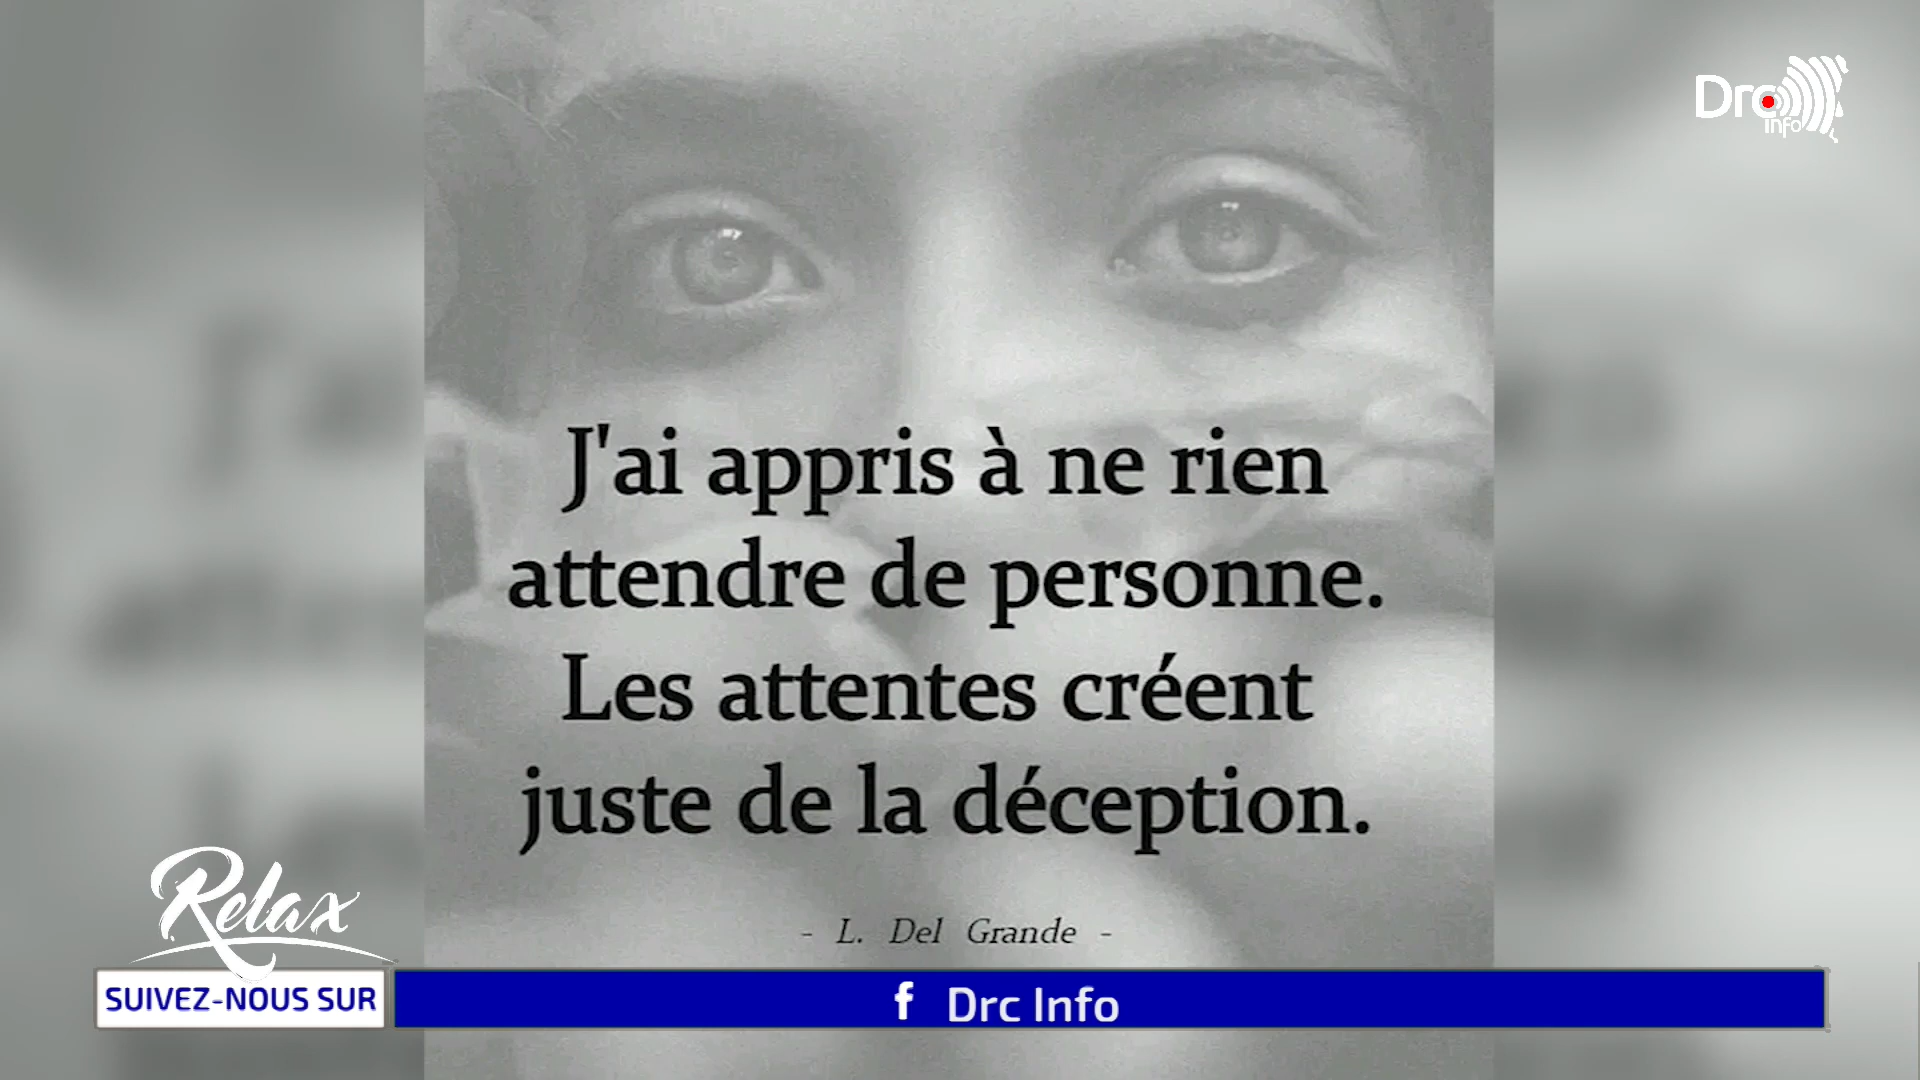 Drc
info
J'ai appris à ne rien
attendre de personne.
Les attentes créent
juste de la déception.
- L. Del Grande -
Relax
SUIVEZ-NOUS SUR
f Drc Info